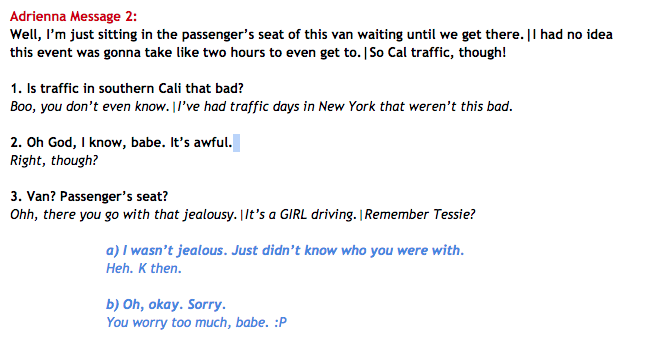 Adrienna Message 2:
Well, I'm just sitting in the passenger's seat of this van waiting until we get there.|I had no idea
this event was gonna take like two hours to even get to.|So Cal traffic, though!
1. Is traffic in southern Cali that bad?
Boo, you don't even know.|I've had traffic days in New York that weren't this bad.
2. Oh God, I know, babe. It's awful.
Right, though?
3. Van? Passenger's seat?
Ohh, there you go with that jealousy.|It's a GIRL driving.|Remember Tessie?
a) I wasn't jealous. Just didn't know who you were with.
Heh. K then.
b) Oh, okay. Sorry.
You worry too much, babe. :P